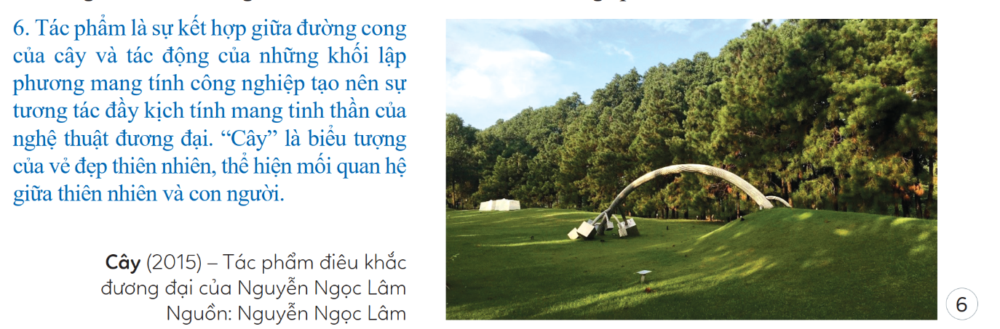 6. Tác phẩm là sự kết hợp giữa đường cong
của cây và tác động của những khối lập
phương mang tính công nghiệp tạo nên sự
tương tác đầy kịch tính mang tinh thần của
nghệ thuật đương đại. “Cây” là biểu tượng
của vẻ đẹp thiên nhiên, thể hiện mối quan hệ
giữa thiên nhiên và con người.
Cây (2015) – Tác phẩm điêu khắc
đương đại của Nguyễn Ngọc Lâm
Nguồn: Nguyễn Ngọc Lâm
6